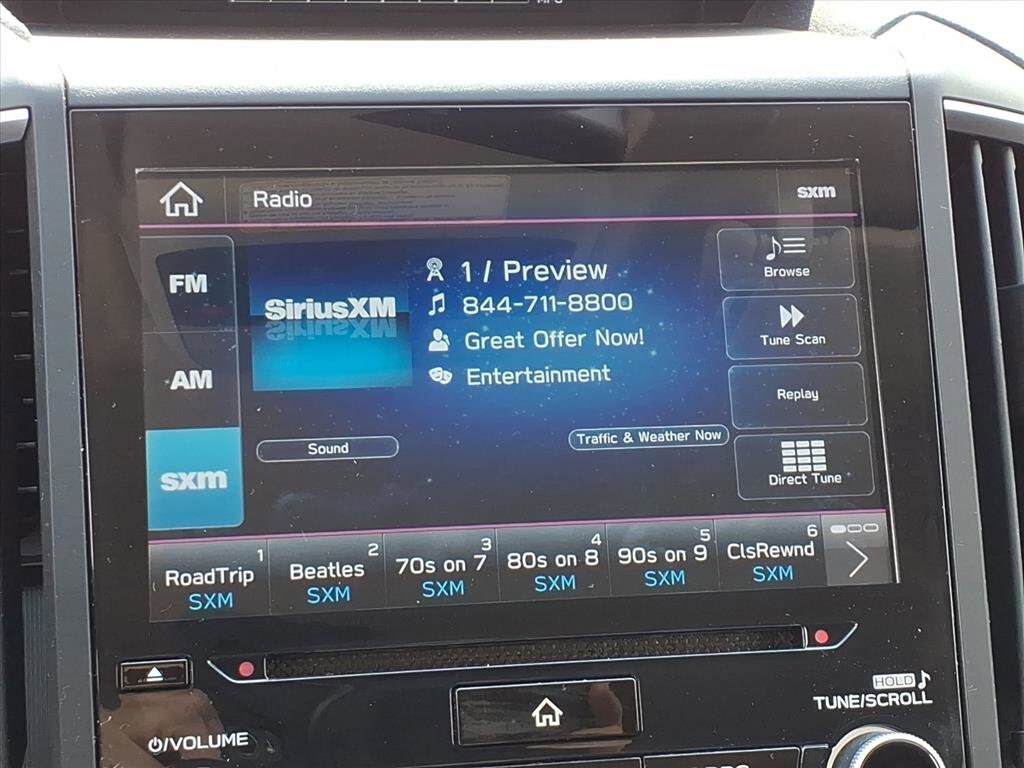 MPG
Radio
sxm
FM
AM
sxm
SiriusXM
1 / Preview
844-711-8800
Great Offer Now!
Entertainment
Sound
Traffic & Weather Now
Browse
Tune Scan
Replay
Direct Tune
1
RoadTrip
SXM
2
Beatles
SXM
3
70s on 7
SXM
4
80s on 8
SXM
5
90s on 9
SXM
6
ClsRewnd
SXM
HOLD
TUNE/SCROLL
/VOLUME